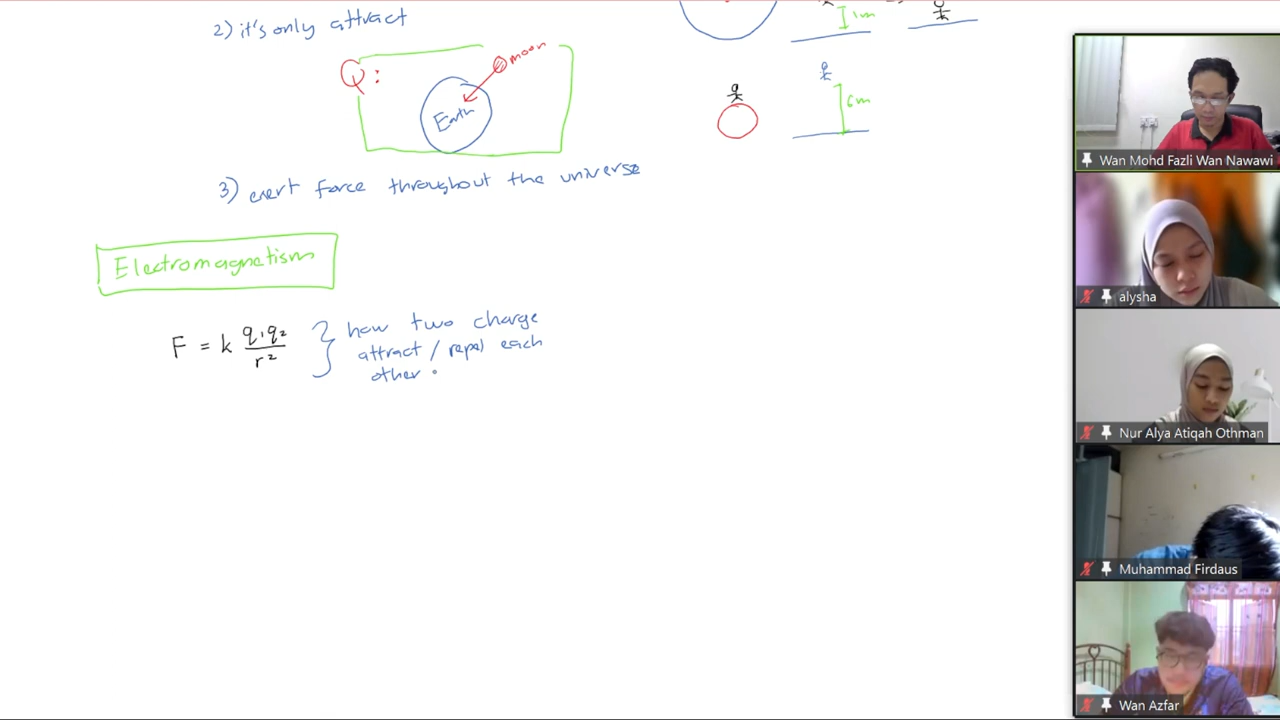 2) it's only attract
Q:
moon
Earth
1m
6m
3) exert force throughout the universe
Electromagnetism
F = k q1q2/r²
} how two charge
attract / repel each
other.
Wan Mohd Fazli Wan Nawawi
alysha
Nur Alya Atiqah Othman
Muhammad Firdaus
Wan Azfar